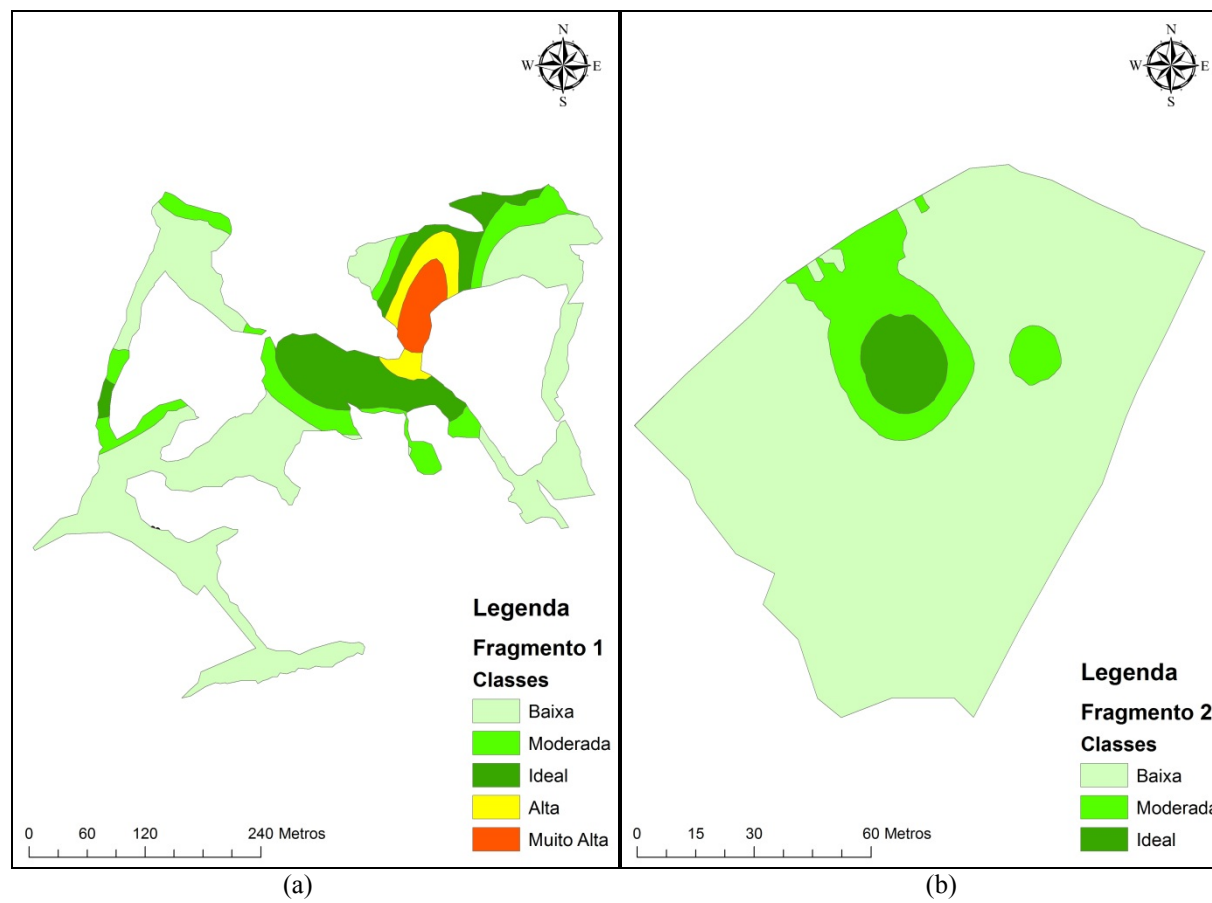 N
W E
S
Legenda
Fragmento 1
Classes
Baixa
Moderada
Ideal
Alta
Muito Alta
0 60 120 240 Metros
(a)
N
W E
S
Legenda
Fragmento 2
Classes
Baixa
Moderada
Ideal
0 15 30 60 Metros
(b)